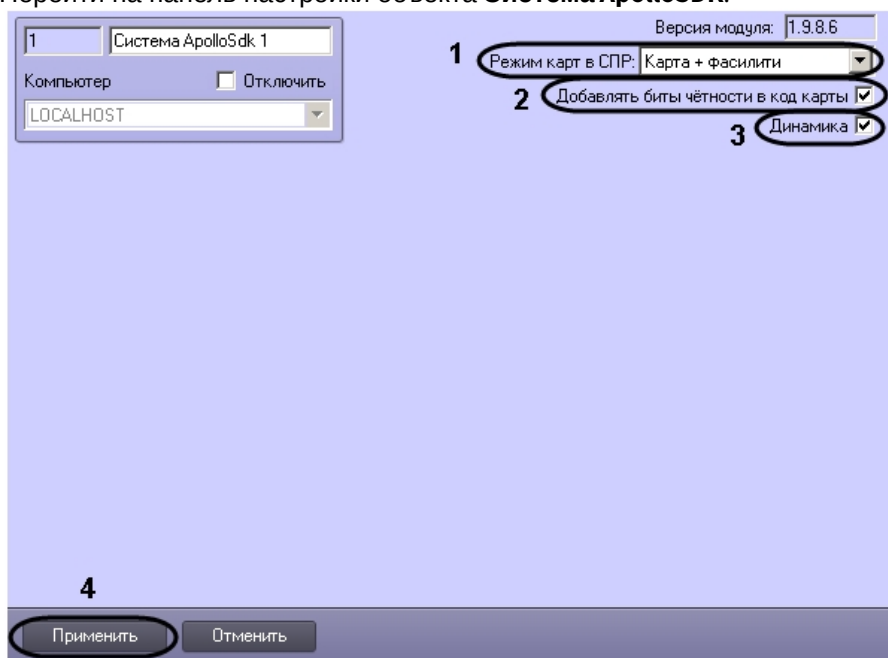 Перейти на панель настройки объекта Система ApolloSDK.
1 Система ApolloSdk 1
Версия модуля: 1.9.8.6
1 Режим карт в СПР: Карта + фасилити
Компьютер Отключить
2 Добавлять биты чётности в код карты
LOCALHOST
3 Динамика
4
Применить Отменить